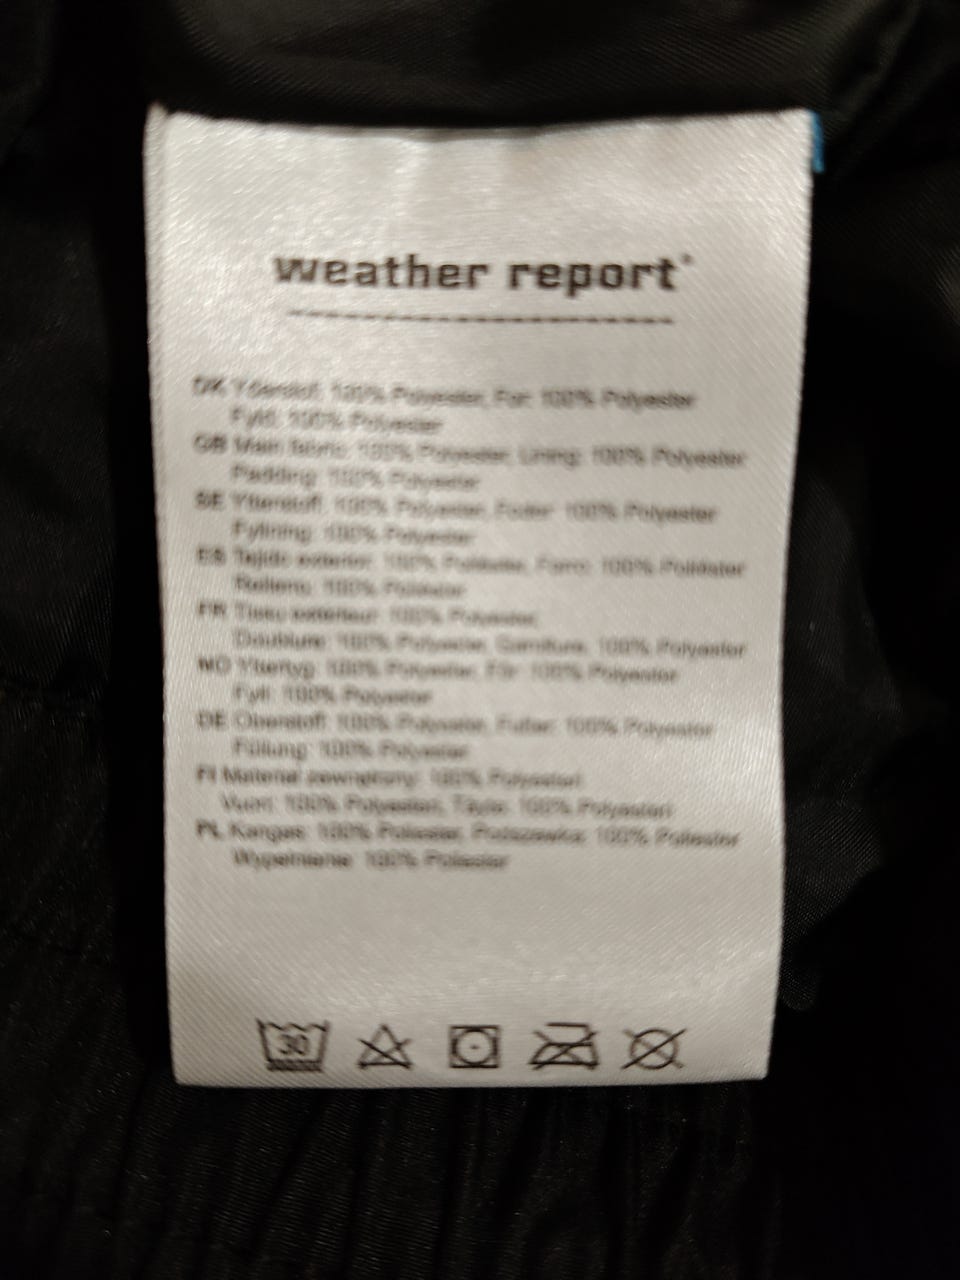 weather report®
DK Yderstof: 100% Polyester, For: 100% Polyester
Fyld: 100% Polyester
GB Main fabric: 100% Polyester, Lining: 100% Polyester
Padding: 100% Polyester
SE Ytterstoff: 100% Polyester, Foder: 100% Polyester
Fyllning: 100% Polyester
ES Tejido exterior: 100% Poliéster, Forro: 100% Poliéster
Relleno: 100% Poliéster
FR Tissu extérieur: 100% Polyester,
Doublure: 100% Polyester, Garniture, 100% Polyester
NO Yttertyg: 100% Polyester, Fôr: 100% Polyester
Fyll: 100% Polyester
DE Oberstoff: 100% Polyester, Futter: 100% Polyester
Füllung: 100% Polyester
FI Materiał zewnętrzny: 100% Polyesteri
Vuori: 100% Polyesteri, Täyte: 100% Polyesteri
PL Kangas: 100% Poliester, Podszewka: 100% Poliester
Wypełnienie: 100% Poliester
30